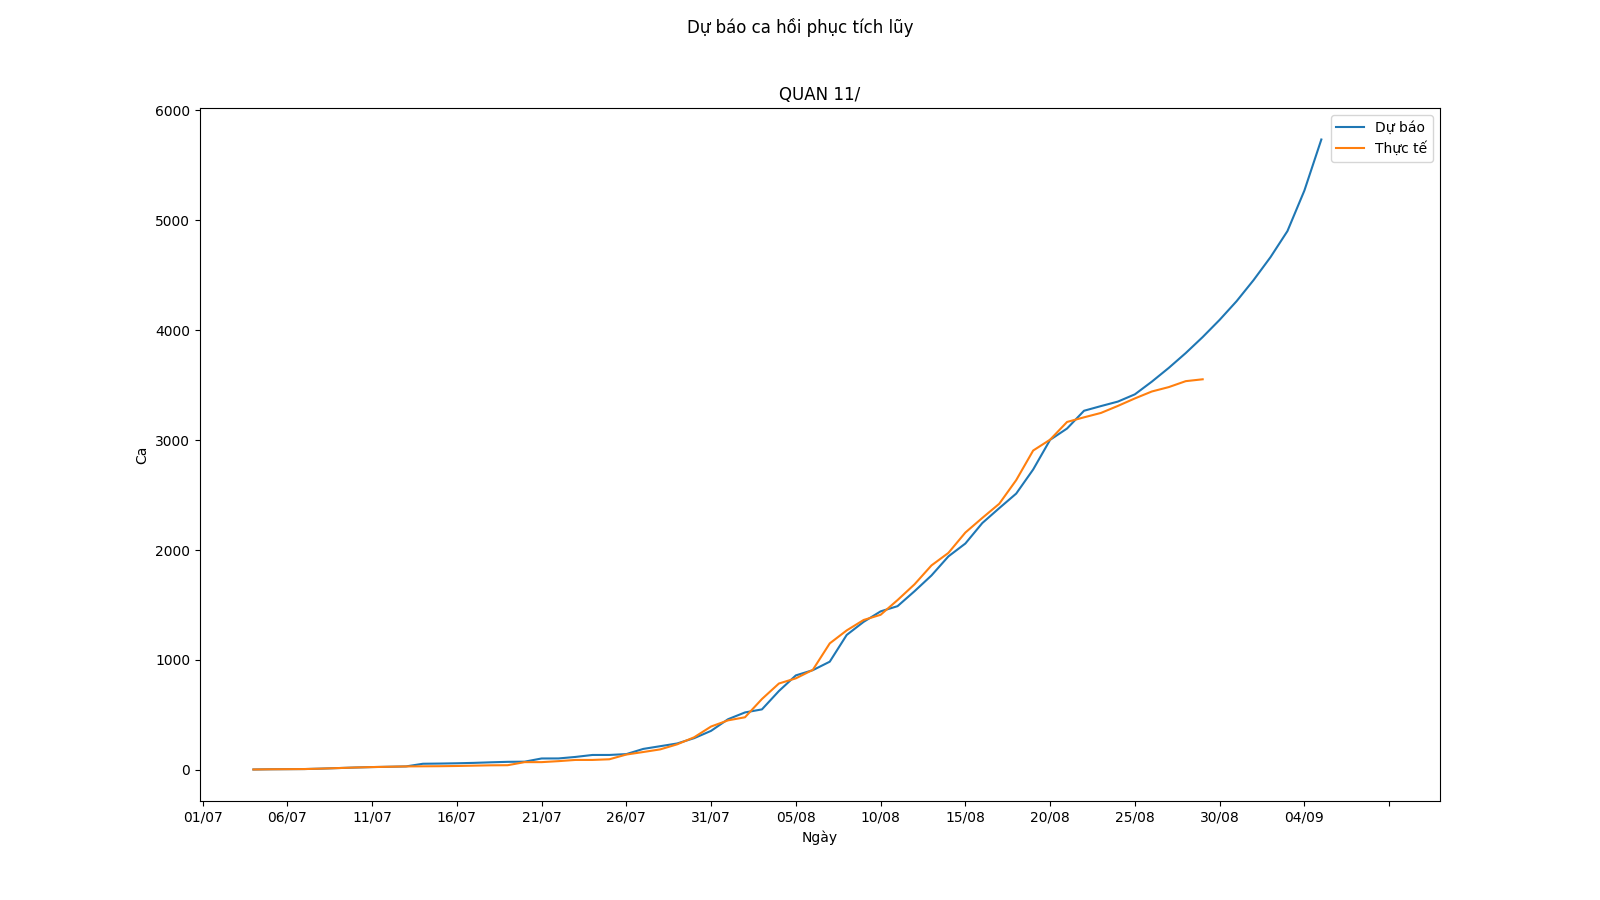 Dự báo ca hồi phục tích lũy
QUAN 11/
6000
5000
4000
3000
2000
1000
0
Ca
Dự báo
Thực tế
01/07 06/07 11/07 16/07 21/07 26/07 31/07 05/08 10/08 15/08 20/08 25/08 30/08 04/09
Ngày